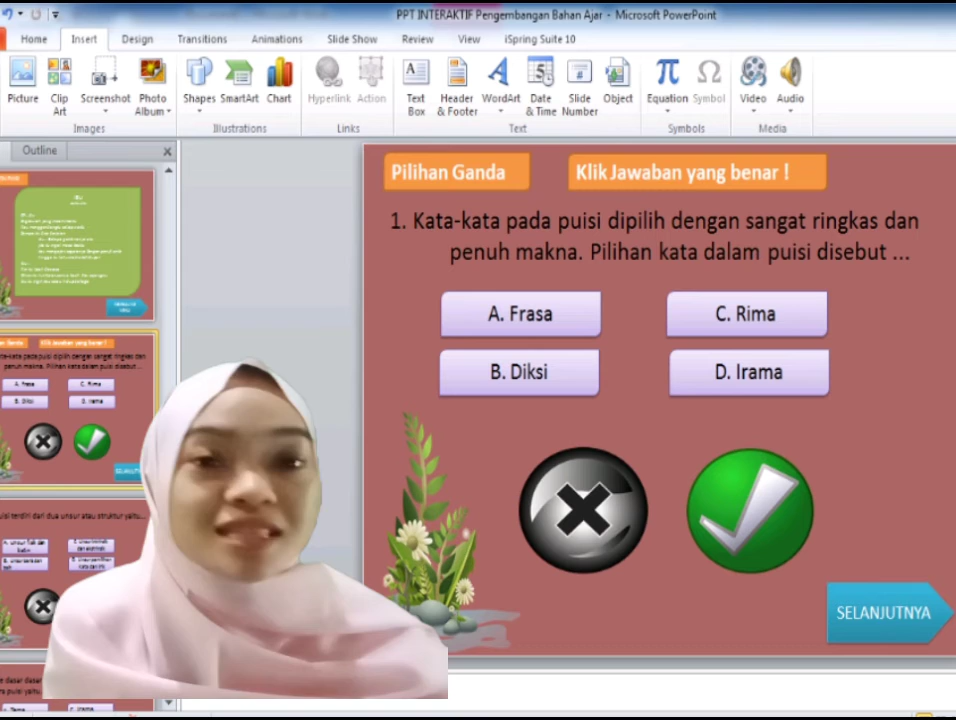 PPT INTERAKTIF Pengembangan Bahan Ajar - Microsoft PowerPoint
Home Insert Design Transitions Animations Slide Show Review View iSpring Suite 10
Picture Clip Art Screenshot Photo Album Shapes SmartArt Chart Hyperlink Action Text Box Header & Footer WordArt Date & Time Slide Number Object Equation Symbol Video Audio
Images Illustrations Links Text Symbols Media
Outline
Pilihan Ganda
Klik Jawaban yang benar !
1. Kata-kata pada puisi dipilih dengan sangat ringkas dan
penuh makna. Pilihan kata dalam puisi disebut ...
A. Frasa
C. Rima
B. Diksi
D. Irama
SELANJUTNYA